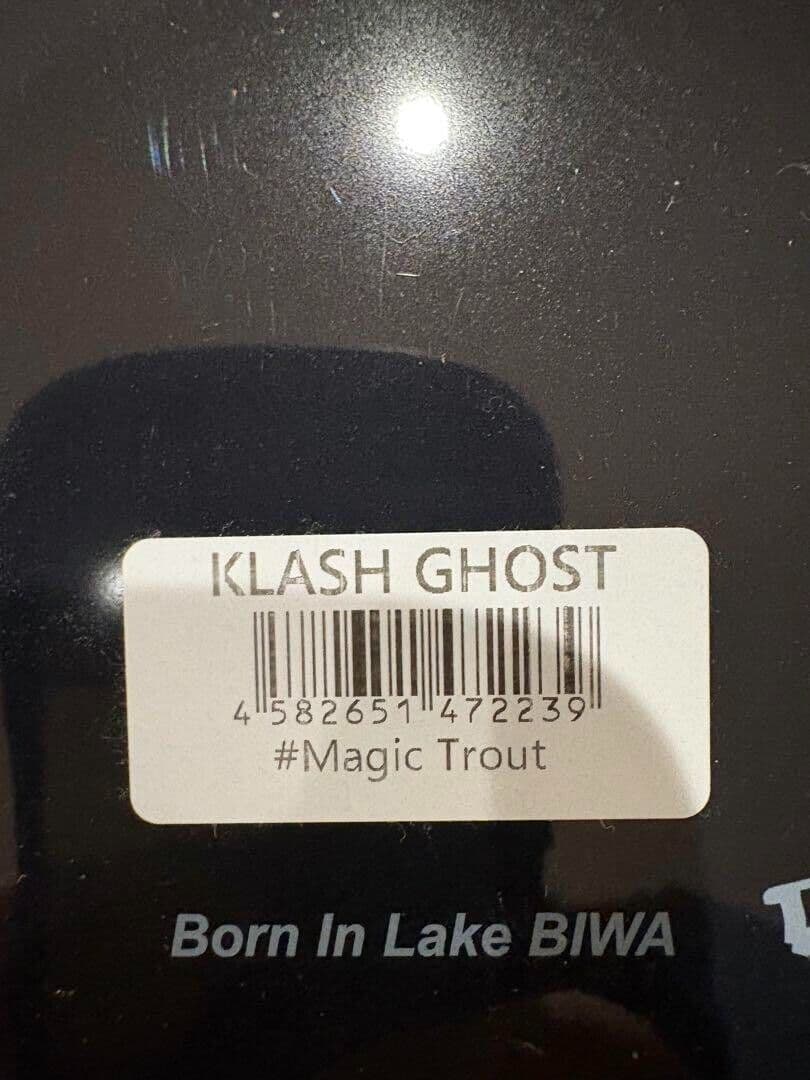 KLASH GHOST
4 582651 472239
#Magic Trout
Born In Lake BIWA